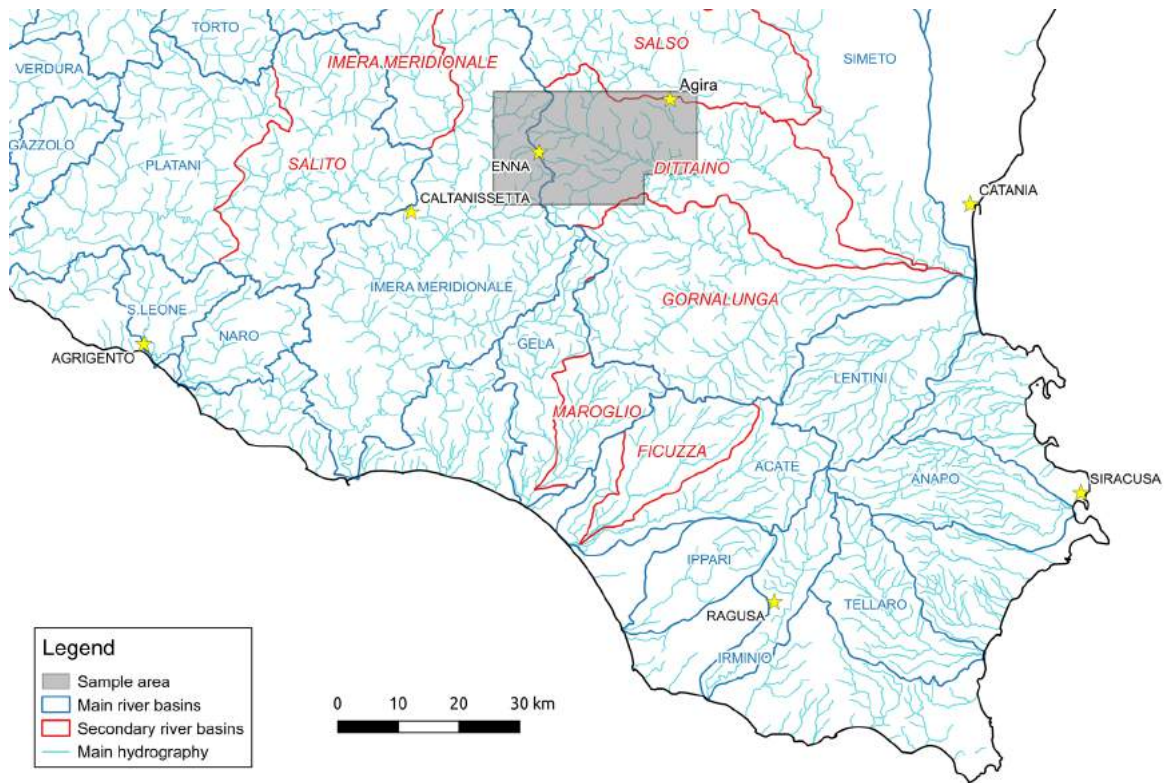 TORTO
VERDURA
IMERA MERIDIONALE
SALSO
SIMETO
Agira
GAZZOLO
PLATANI
SALITO
ENNA
DITTAINO
CALTANISSETTA
CATANIA
S.LEONE
NARO
IMERA MERIDIONALE
GORNALUNGA
AGRIGENTO
GELA
LENTINI
MAROGLIO
FICUZZA
ACATE
ANAPO
SIRACUSA
IPPARI
RAGUSA
TELLARO
IRMINIO
Legend
Sample area
Main river basins
Secondary river basins
Main hydrography
0 10 20 30 km